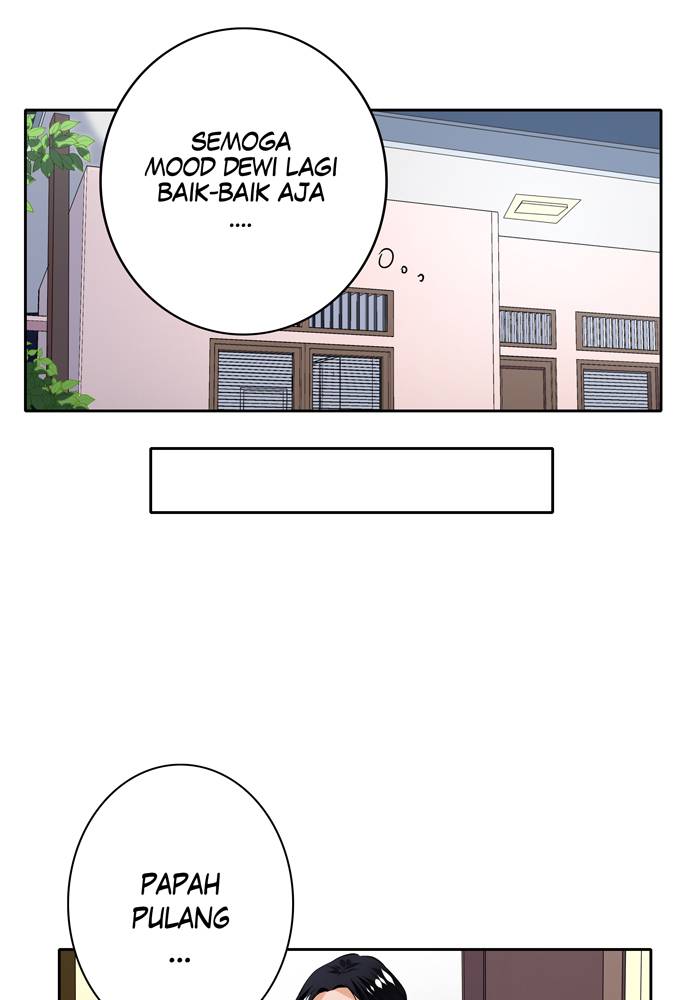 SEMOGA
MOOD DEWI LAGI
BAIK-BAIK AJA
....
PAPAH
PULANG
...